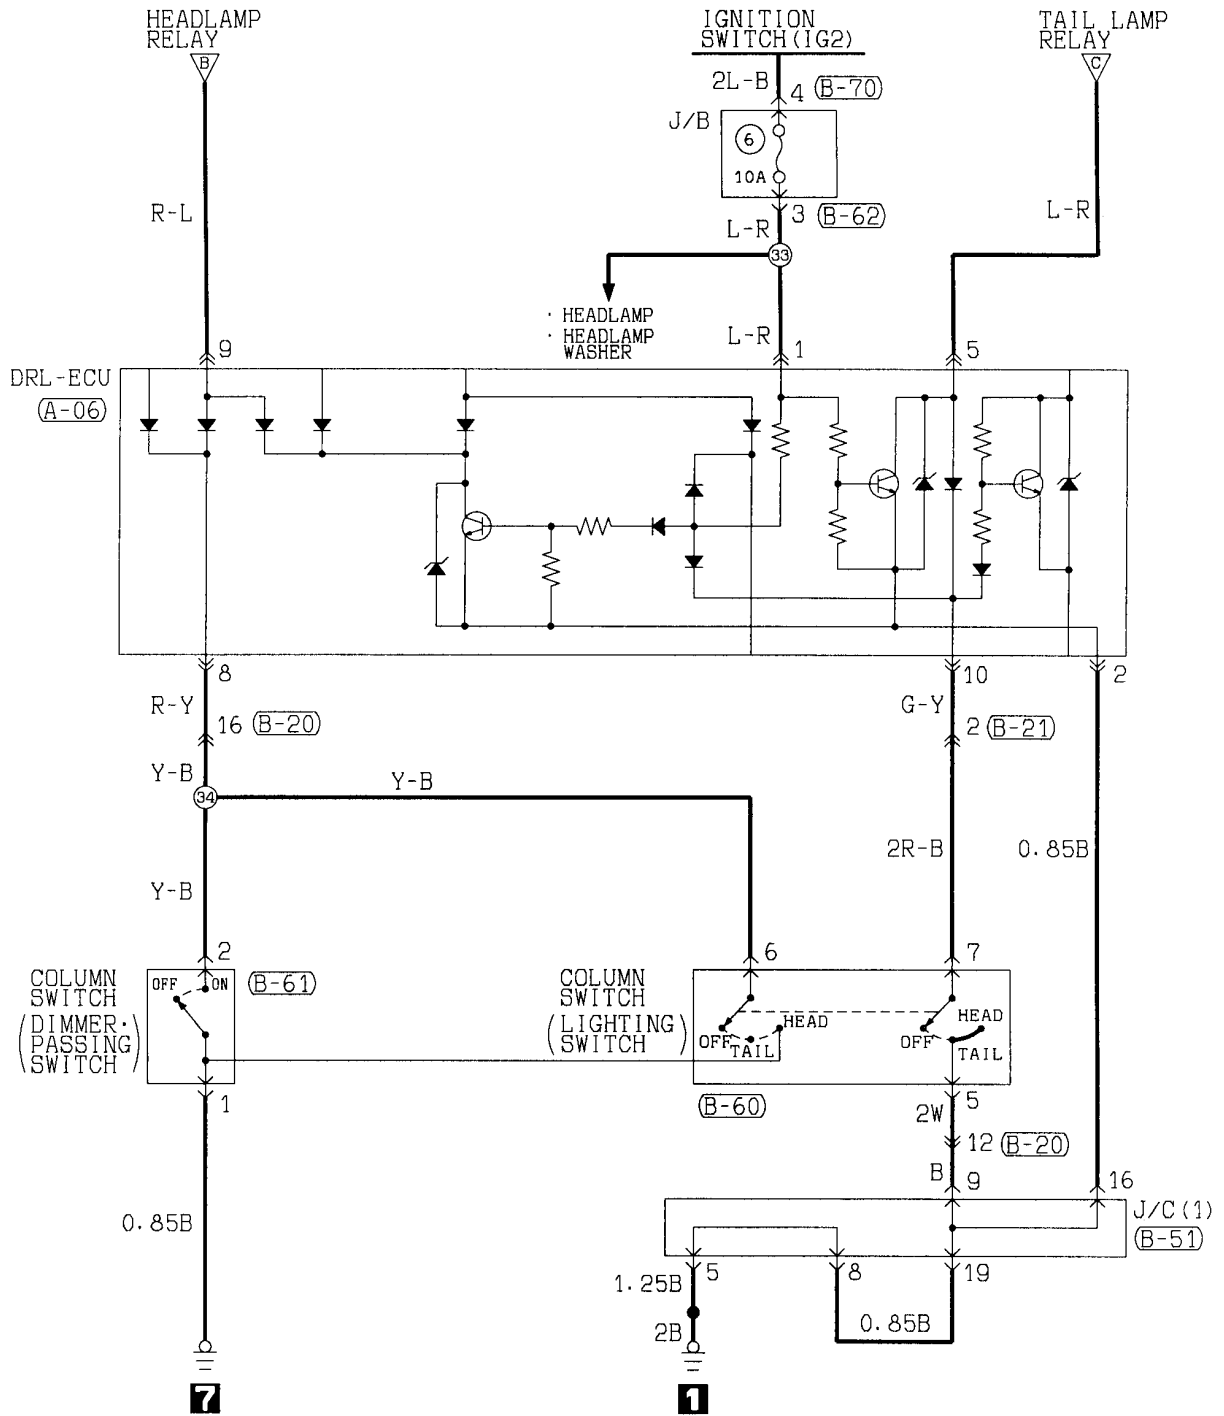 HEADLAMP
RELAY
B
IGNITION
SWITCH(IG2)
TAIL LAMP
RELAY
C
2L-B
4
B-70
J/B
6
10A
3
B-62
R-L
L-R
L-R
33
· HEADLAMP
· HEADLAMP
WASHER
L-R
9
1
5
DRL-ECU
A-06
8
10
2
R-Y
16
B-20
G-Y
2
B-21
Y-B
34
Y-B
2R-B
0.85B
Y-B
2
6
7
COLUMN
SWITCH
(DIMMER·
PASSING
SWITCH)
OFF
ON
B-61
COLUMN
SWITCH
(LIGHTING
SWITCH)
OFF
TAIL
HEAD
OFF
HEAD
TAIL
1
B-60
5
2W
12
B-20
B
9
16
J/C(1)
B-51
0.85B
1.25B
5
8
19
2B
0.85B
7
1